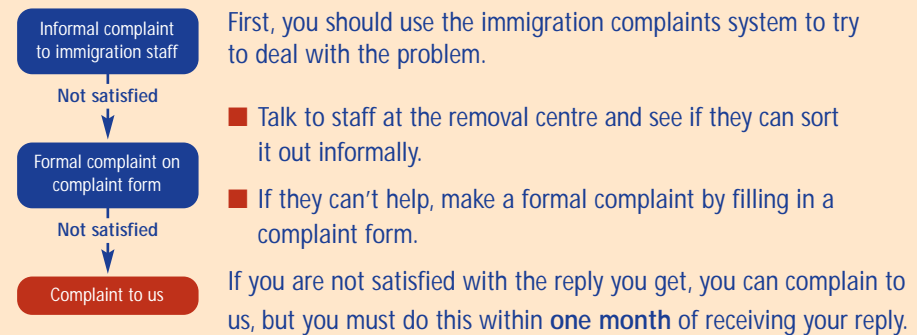 Informal complaint
to immigration staff
Not satisfied
Formal complaint on
complaint form
Not satisfied
Complaint to us
First, you should use the immigration complaints system to try
to deal with the problem.
■ Talk to staff at the removal centre and see if they can sort
it out informally.
■ If they can't help, make a formal complaint by filling in a
complaint form.
If you are not satisfied with the reply you get, you can complain to
us, but you must do this within one month of receiving your reply.